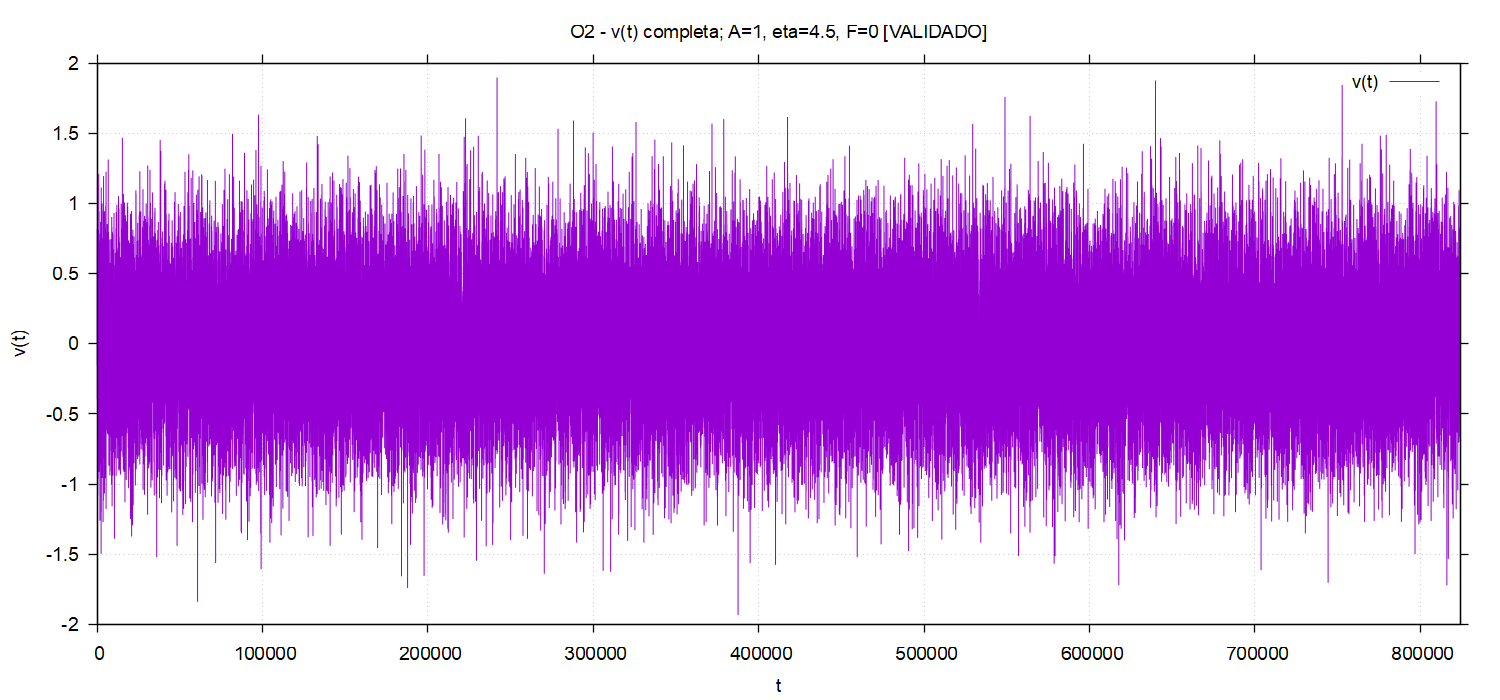 O2 - v(t) completa; A=1, eta=4.5, F=0 [VALIDADO]
v(t)
2
1.5
1
0.5
0
-0.5
-1
-1.5
-2
v(t)
0 100000 200000 300000 400000 500000 600000 700000 800000
t